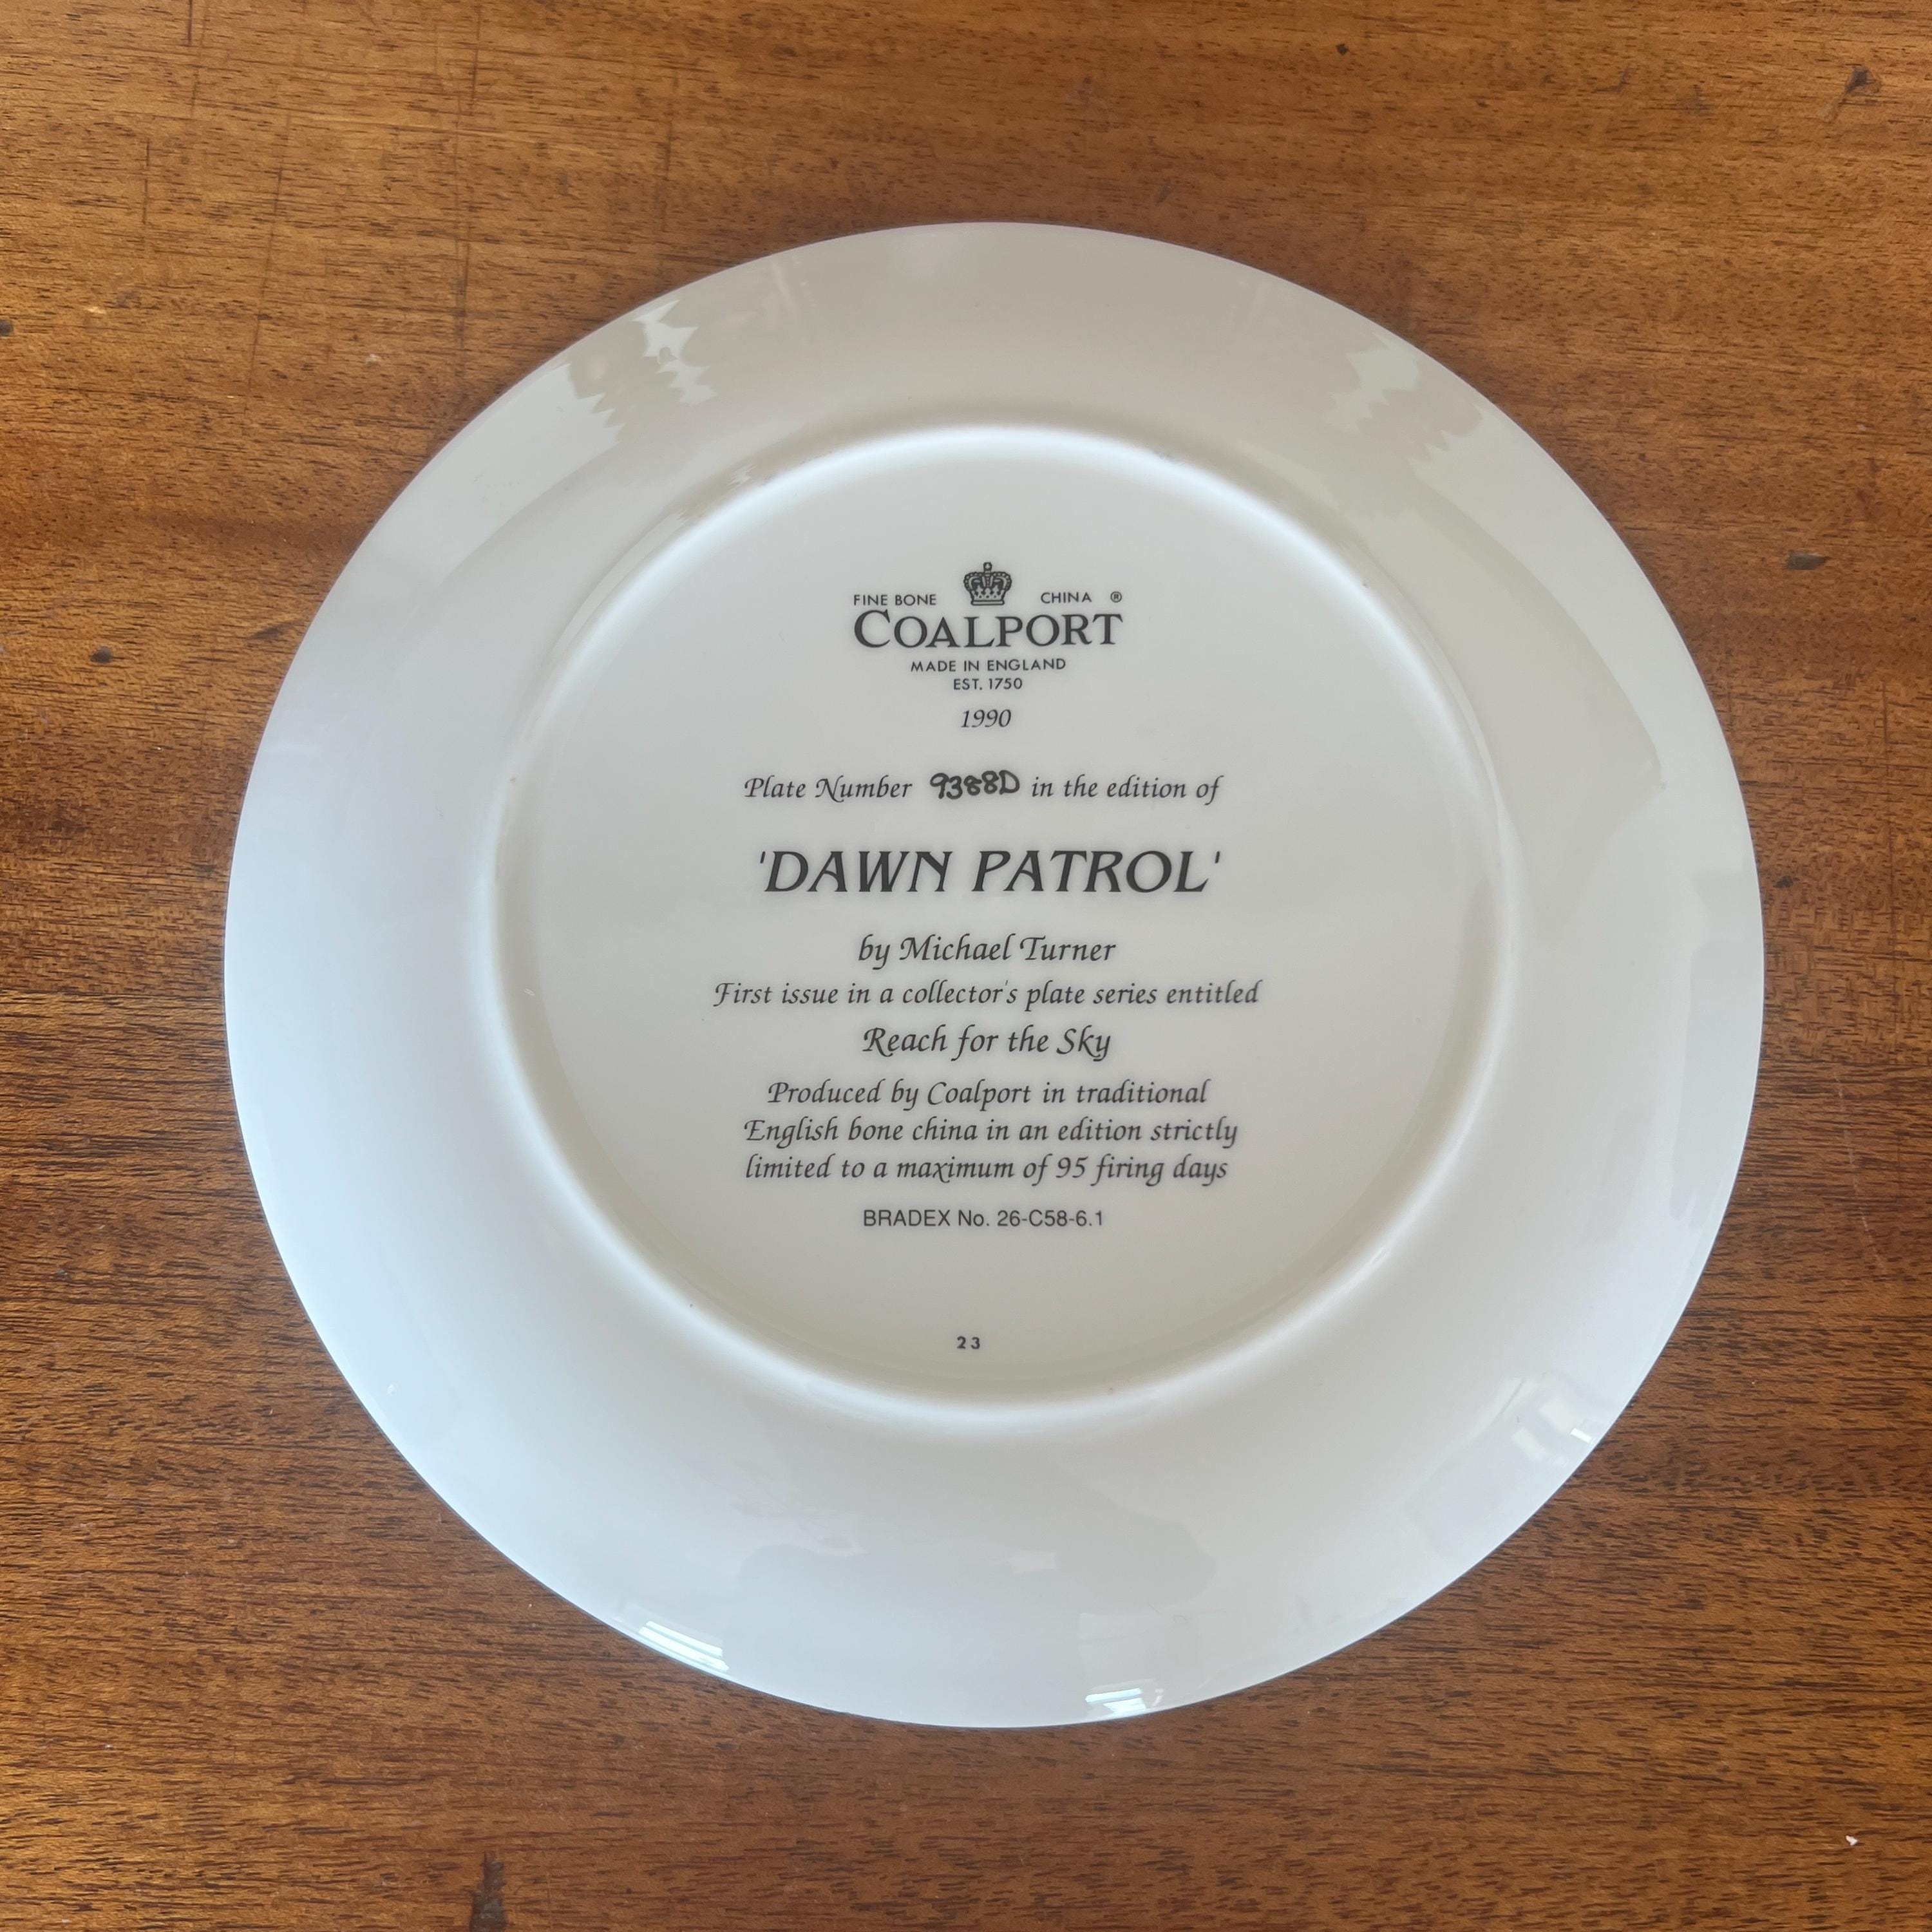 FINE BONE CHINA ®
COALPORT
MADE IN ENGLAND
EST. 1750
1990
Plate Number 9388D in the edition of
'DAWN PATROL'
by Michael Turner
First issue in a collector's plate series entitled
Reach for the Sky
Produced by Coalport in traditional
English bone china in an edition strictly
limited to a maximum of 95 firing days
BRADEX No. 26-C58-6.1
23